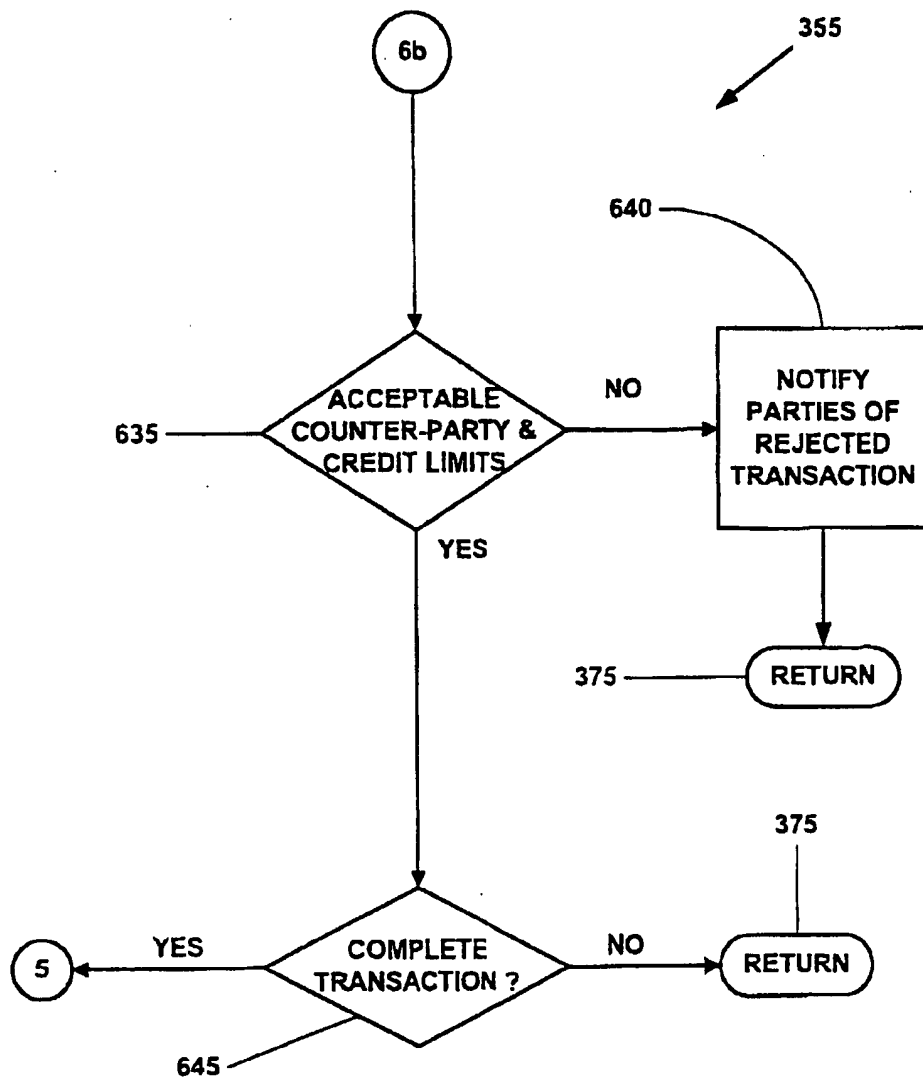 6b
355
640
635
ACCEPTABLE
COUNTER-PARTY &
CREDIT LIMITS
NO
NOTIFY
PARTIES OF
REJECTED
TRANSACTION
YES
375
RETURN
375
5
YES
COMPLETE
TRANSACTION ?
NO
RETURN
645